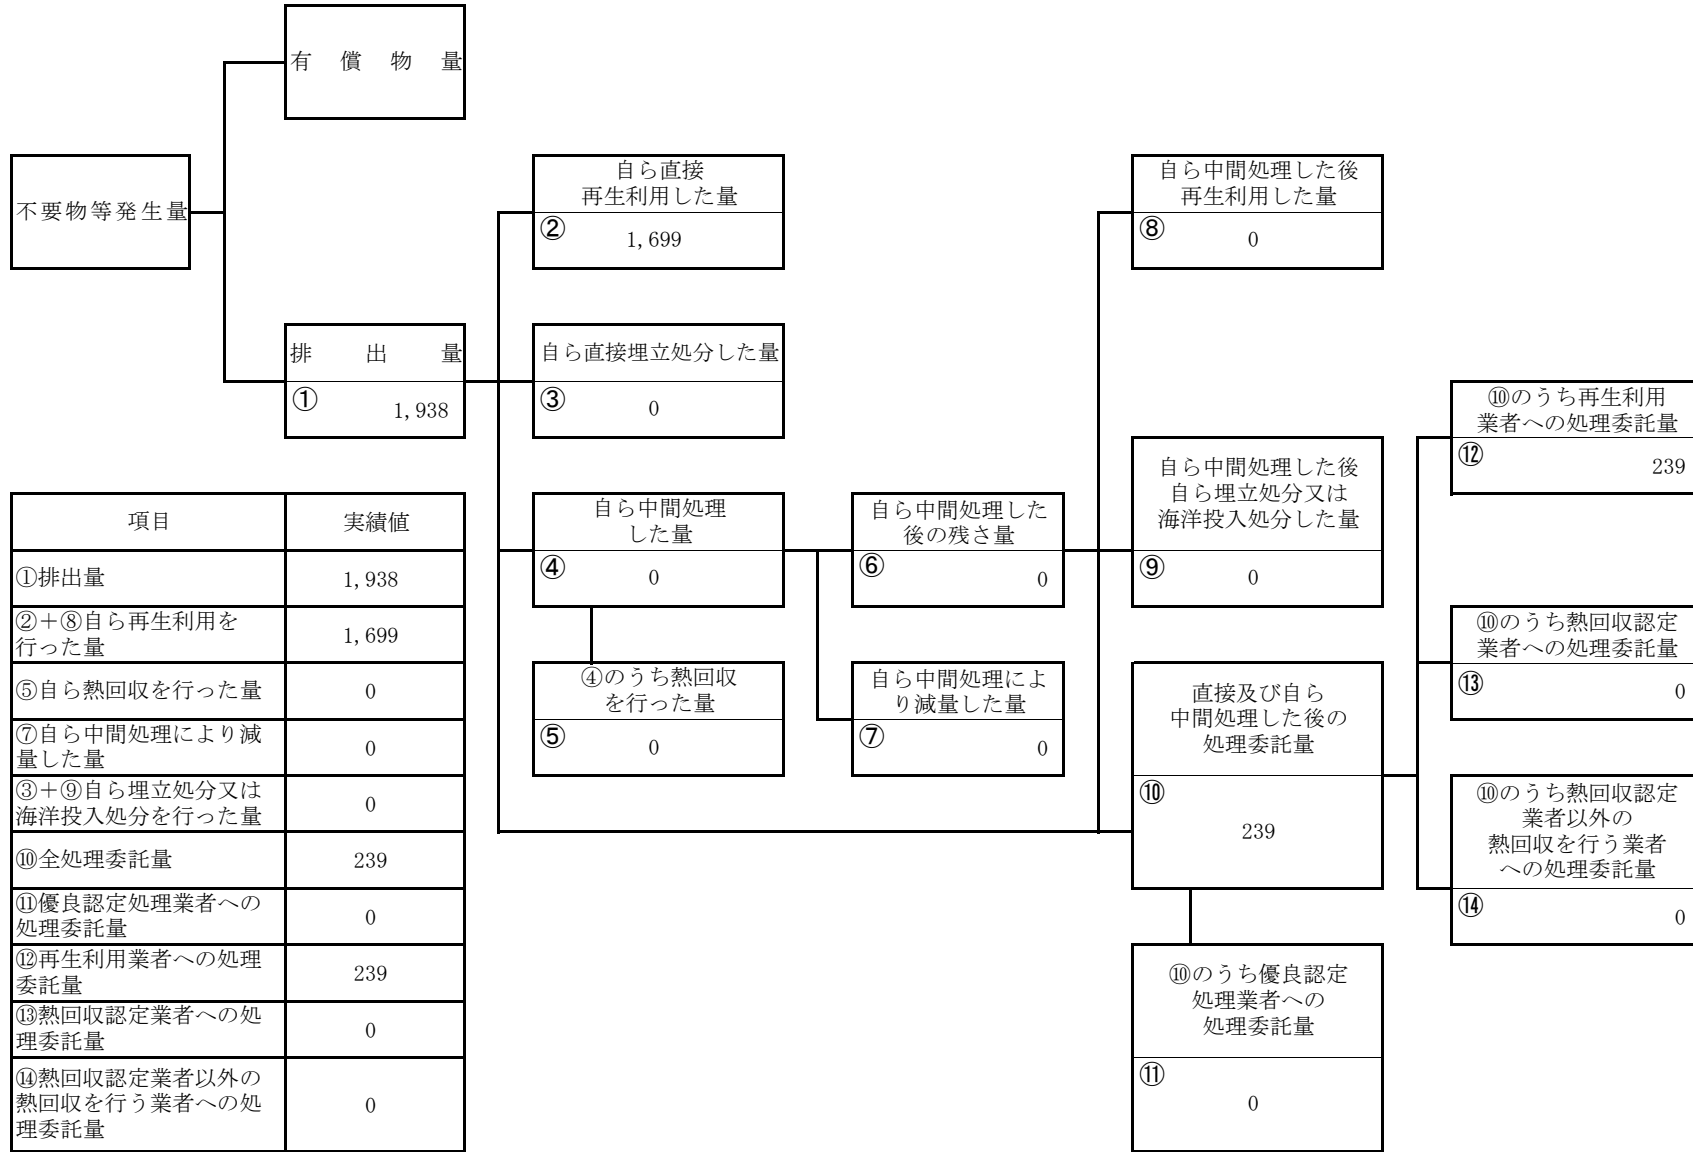 有償物量
不要物等発生量
排出量
①
1,938
自ら直接
再生利用した量
②
1,699
自ら直接埋立処分した量
③
0
自ら中間処理
した量
④
0
④のうち熱回収
を行った量
⑤
0
自ら中間処理した
後の残さ量
⑥
0
自ら中間処理によ
り減量した量
⑦
0
自ら中間処理した後
再生利用した量
⑧
0
自ら中間処理した後
自ら埋立処分又は
海洋投入処分した量
⑨
0
直接及び自ら
中間処理した後の
処理委託量
⑩
239
⑩のうち優良認定
処理業者への
処理委託量
⑪
0
⑩のうち再生利用
業者への処理委託量
⑫
239
⑩のうち熱回収認定
業者への処理委託量
⑬
0
⑩のうち熱回収認定
業者以外の
熱回収を行う業者
への処理委託量
⑭
0
項目 実績値
①排出量 1,938
②＋⑧自ら再生利用を
行った量 1,699
⑤自ら熱回収を行った量 0
⑦自ら中間処理により減
量した量 0
③＋⑨自ら埋立処分又は
海洋投入処分を行った量 0
⑩全処理委託量 239
⑪優良認定処理業者への
処理委託量 0
⑫再生利用業者への処理
委託量 239
⑬熱回収認定業者への処
理委託量 0
⑭熱回収認定業者以外の
熱回収を行う業者への処
理委託量 0